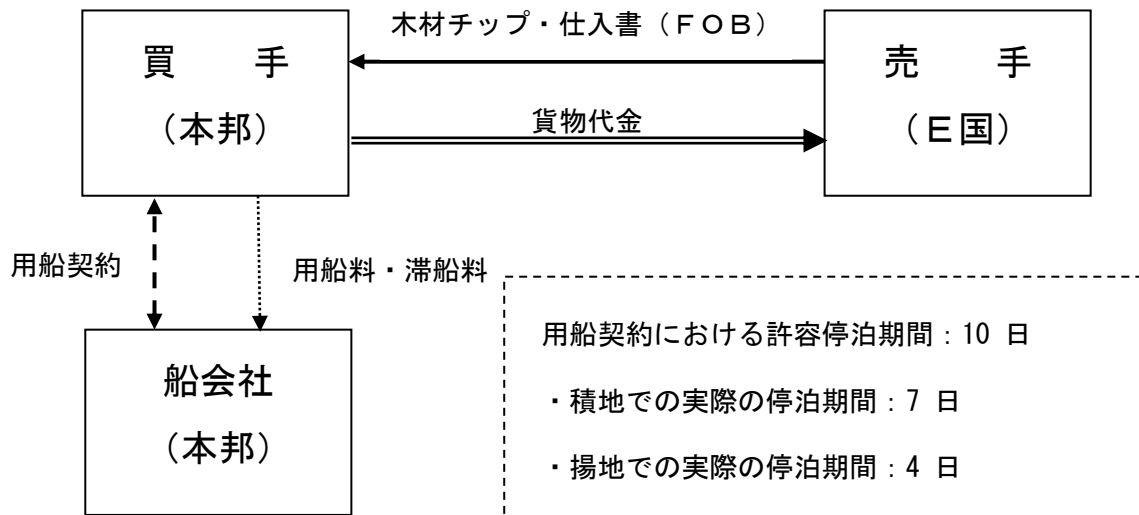 木材チップ・仕入書（ＦＯＢ）
買　　手
（本邦）
売　　手
（Ｅ国）
貨物代金
用船契約
用船料・滞船料
船会社
（本邦）
用船契約における許容停泊期間：10 日
・積地での実際の停泊期間：7 日
・揚地での実際の停泊期間：4 日